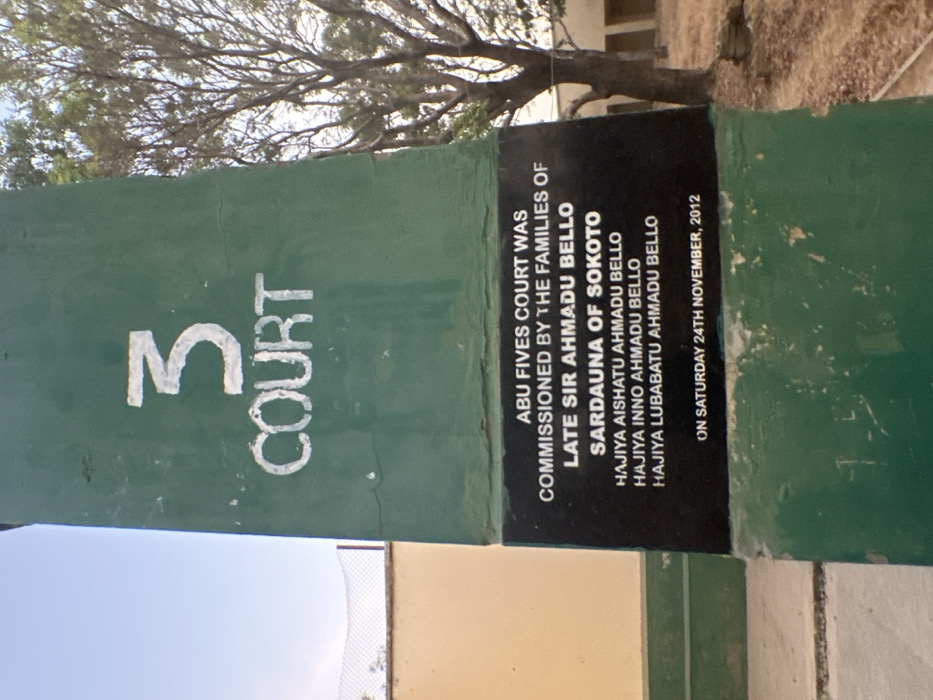 3
COURT
ABU FIVES COURT WAS
COMMISSIONED BY THE FAMILIES OF
LATE SIR AHMADU BELLO
SARDAUNA OF SOKOTO
HAJIYA AISHATU AHMADU BELLO
HAJIYA INNO AHMADU BELLO
HAJIYA LUBABATU AHMADU BELLO
ON SATURDAY 24TH NOVEMBER, 2012